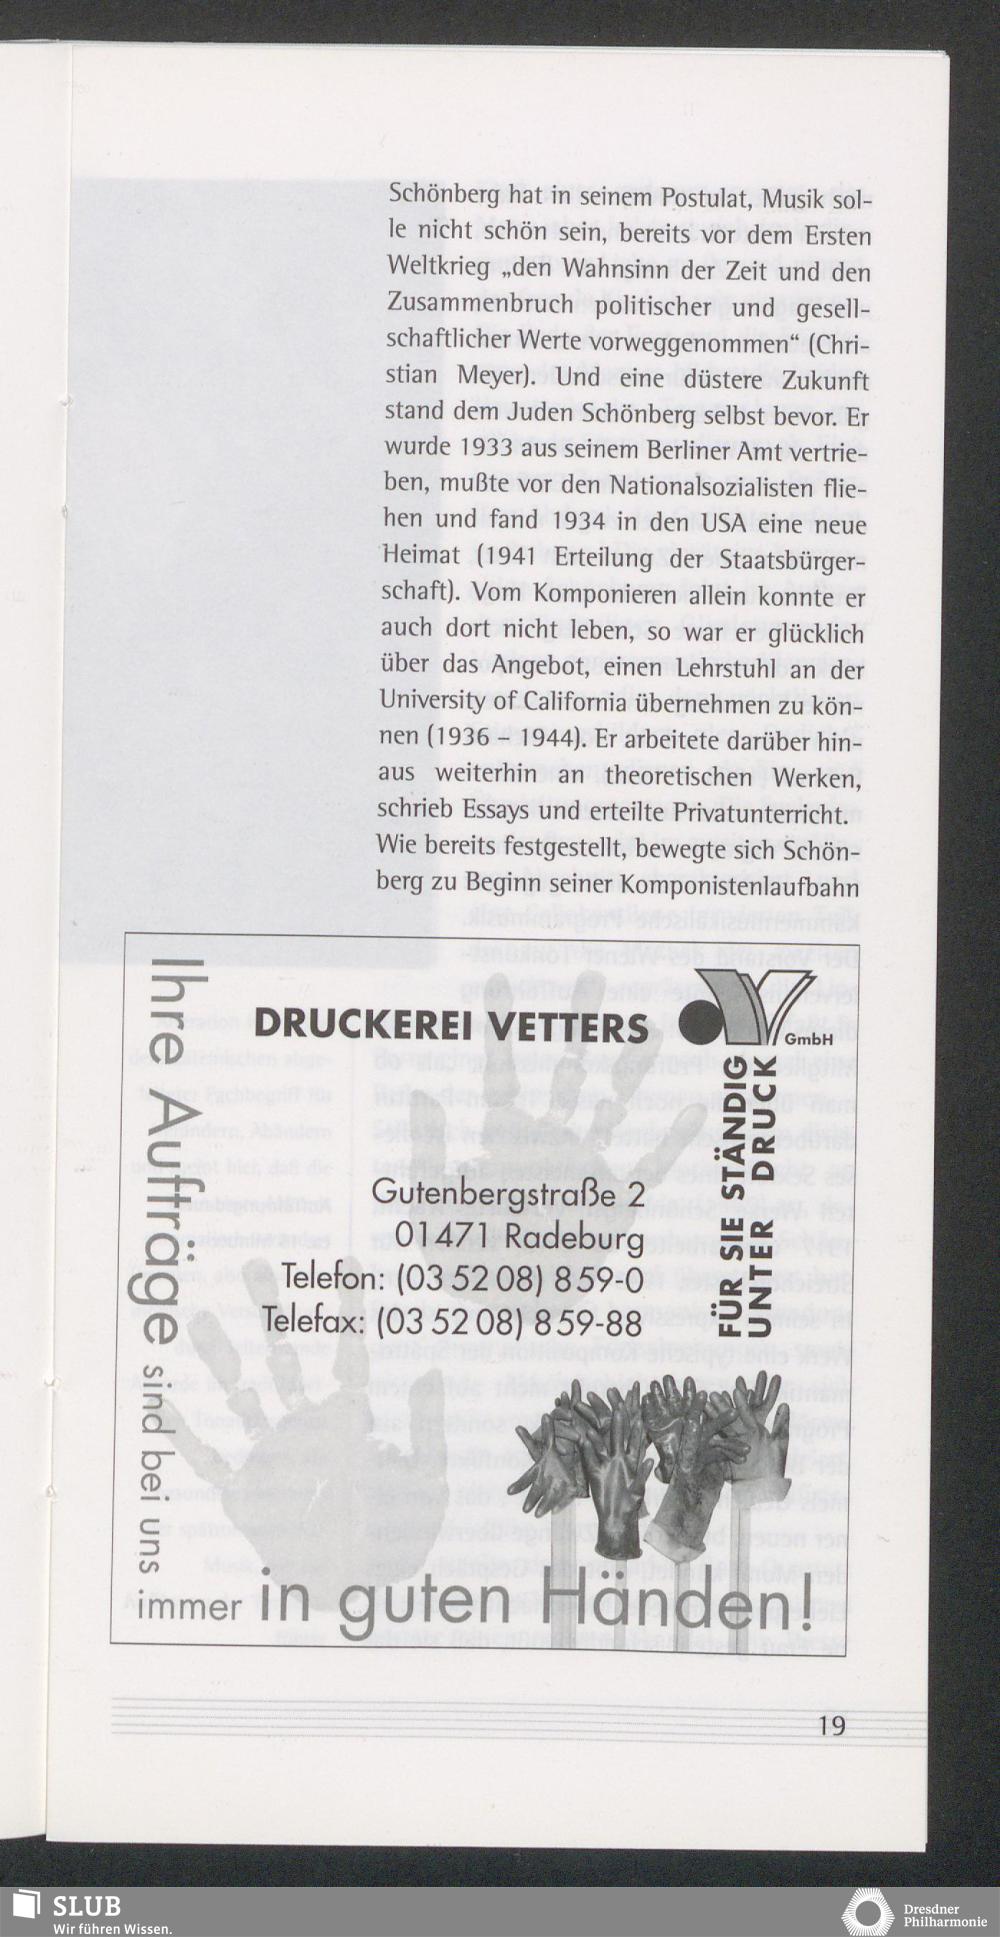 Schönberg hat in seinem Postulat, Musik sol-
le nicht schön sein, bereits vor dem Ersten
Weltkrieg „den Wahnsinn der Zeit und den
Zusammenbruch politischer und gesell-
schaftlicher Werte vorweggenommen“ (Chri-
stian Meyer). Und eine düstere Zukunft
stand dem Juden Schönberg selbst bevor. Er
wurde 1933 aus seinem Berliner Amt vertrie-
ben, mußte vor den Nationalsozialisten flie-
hen und fand 1934 in den USA eine neue
Heimat (1941 Erteilung der Staatsbürger-
schaft). Vom Komponieren allein konnte er
auch dort nicht leben, so war er glücklich
über das Angebot, einen Lehrstuhl an der
University of California übernehmen zu kön-
nen (1936 – 1944). Er arbeitete darüber hin-
aus weiterhin an theoretischen Werken,
schrieb Essays und erteilte Privatunterricht.
Wie bereits festgestellt, bewegte sich Schön-
berg zu Beginn seiner Komponistenlaufbahn
DRUCKEREI VETTERS
GmbH
FÜR SIE STÄNDIG
UNTER DRUCK
Gutenbergstraße 2
01471 Radeburg
Telefon: (03 52 08) 8 59-0
Telefax: (03 52 08) 8 59-88
Ihre Aufträge sind bei uns
immer in guten Händen!
19
SLUB
Wir führen Wissen.
Dresdner
Philharmonie